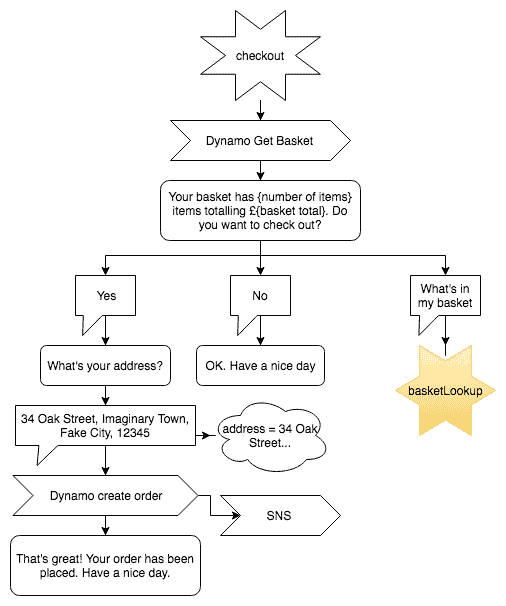 checkout
Dynamo Get Basket
Your basket has {number of items}
items totalling £{basket total}. Do
you want to check out?
Yes
No
What's in
my basket
What's your address?
OK. Have a nice day
basketLookup
34 Oak Street, Imaginary Town,
Fake City, 12345
address = 34 Oak
Street...
Dynamo create order
SNS
That's great! Your order has been
placed. Have a nice day.